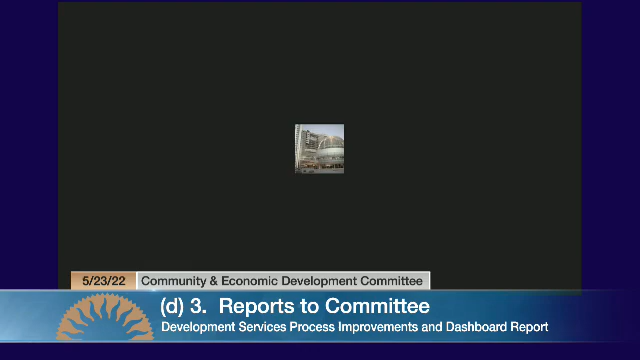 5/23/22 Community & Economic Development Committee
(d) 3. Reports to Committee
Development Services Process Improvements and Dashboard Report